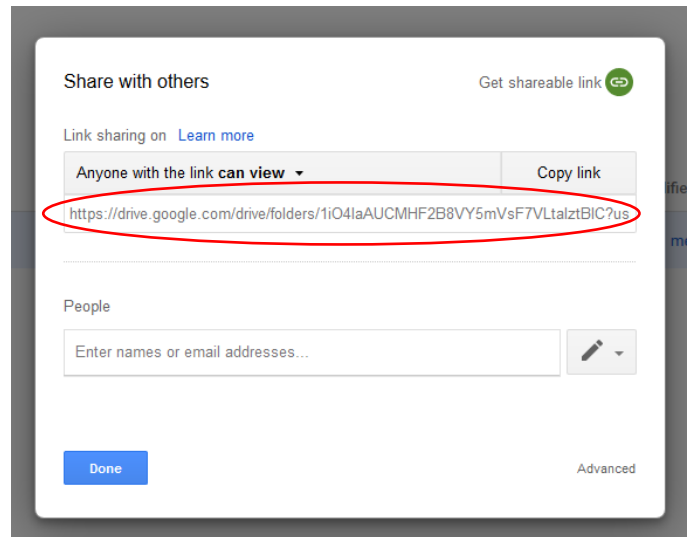 Share with others
Get shareable link
Link sharing on Learn more
Anyone with the link can view
Copy link
https://drive.google.com/drive/folders/1iO4laAUCMHF2B8VY5mVsF7VLtalztBlC?us
People
Enter names or email addresses...
Done
Advanced